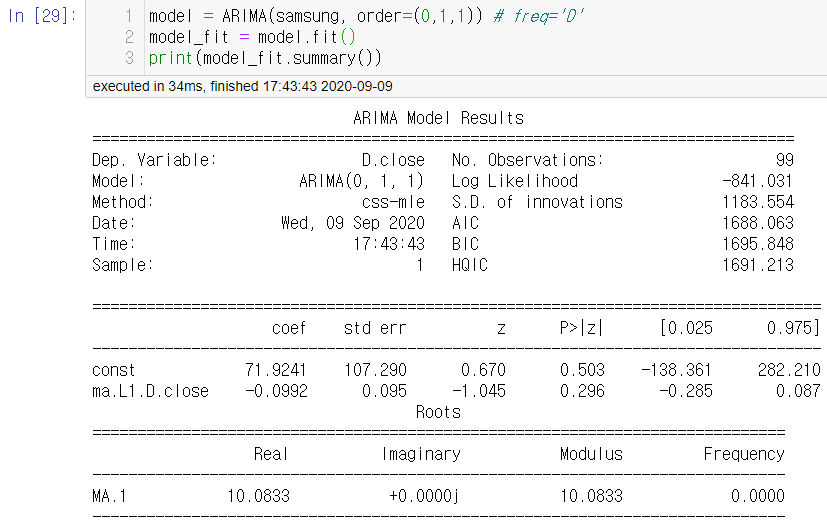 In [29]:
1 model = ARIMA(samsung, order=(0,1,1)) # freq='D'
2 model_fit = model.fit()
3 print(model_fit.summary())
executed in 34ms, finished 17:43:43 2020-09-09
ARIMA Model Results
==============================================================================
Dep. Variable: D.close No. Observations: 99
Model: ARIMA(0, 1, 1) Log Likelihood -841.031
Method: css-mle S.D. of innovations 1183.554
Date: Wed, 09 Sep 2020 AIC 1688.063
Time: 17:43:43 BIC 1695.848
Sample: 1 HQIC 1691.213
=================================================================================
coef std err z P>|z| [0.025 0.975]
---------------------------------------------------------------------------------
const 71.9241 107.290 0.670 0.503 -138.361 282.210
ma.L1.D.close -0.0992 0.095 -1.045 0.296 -0.285 0.087
Roots
=============================================================================
Real Imaginary Modulus Frequency
-----------------------------------------------------------------------------
MA.1 10.0833 +0.0000j 10.0833 0.0000
-----------------------------------------------------------------------------